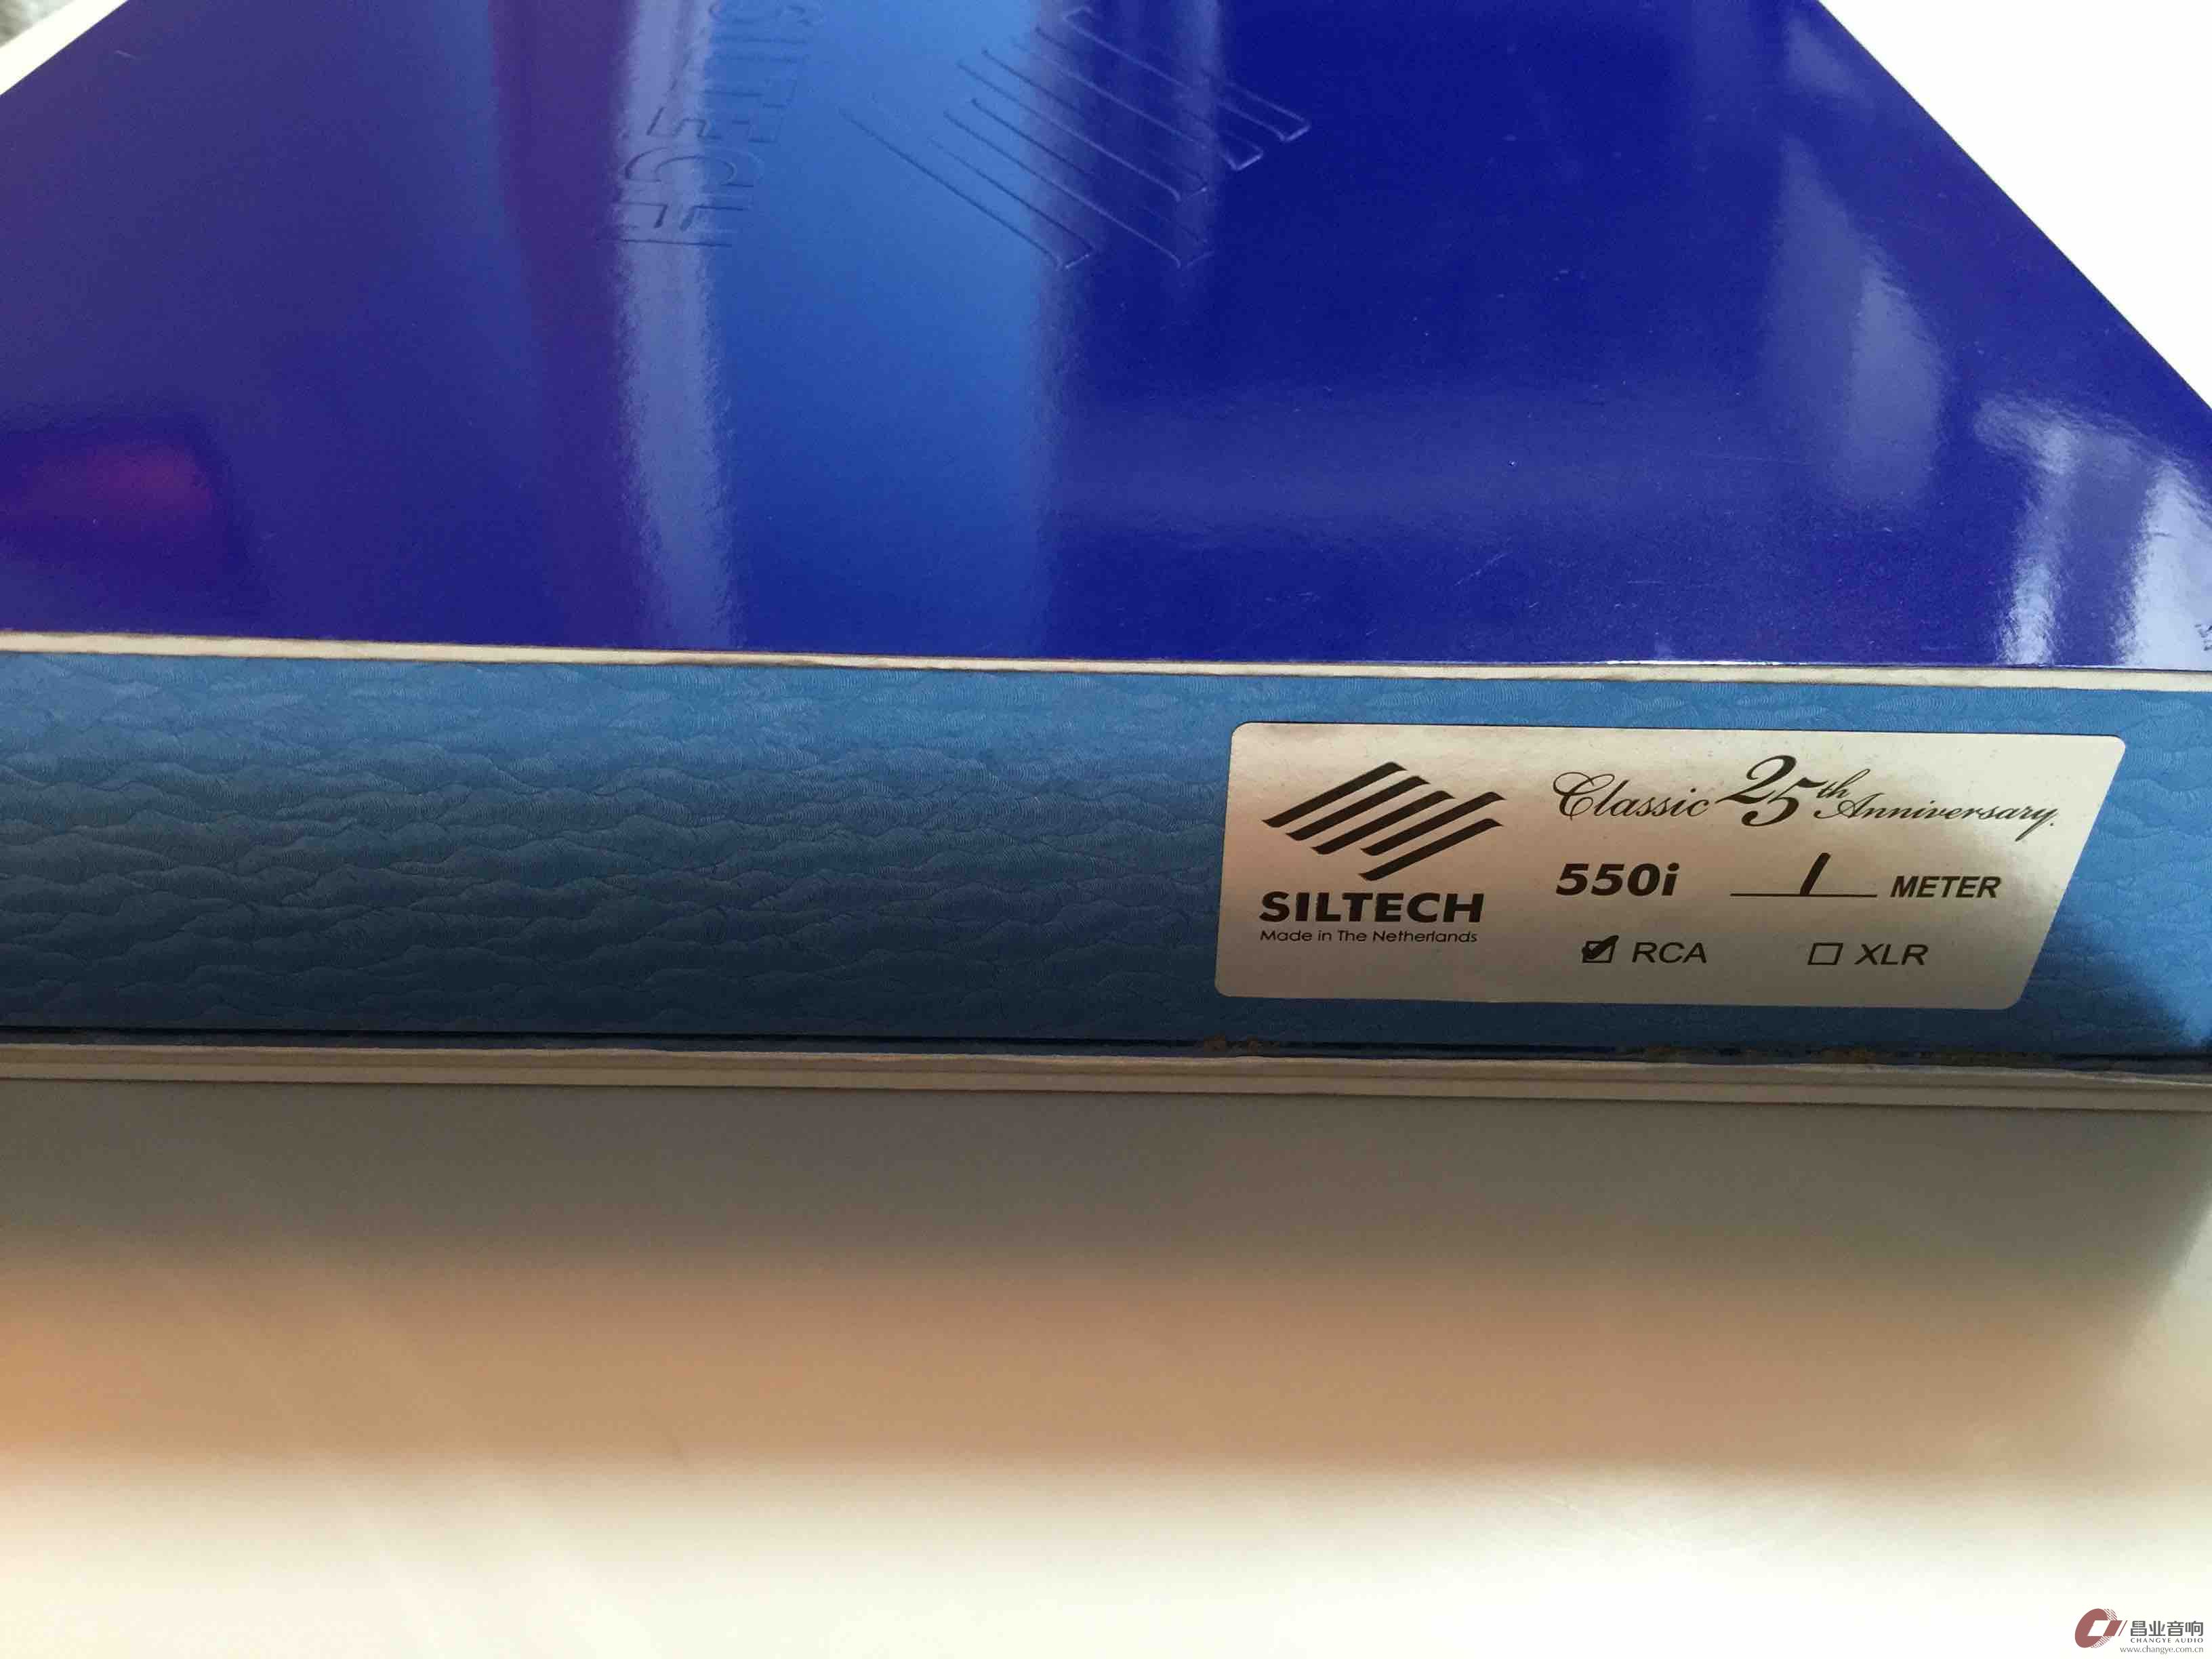 SILTECH
SILTECH
Made in The Netherlands
Classic 25th Anniversary.
550i 1 METER
☑ RCA ☐ XLR
昌业音响
CHANGYE AUDIO
www.changye.com.cn